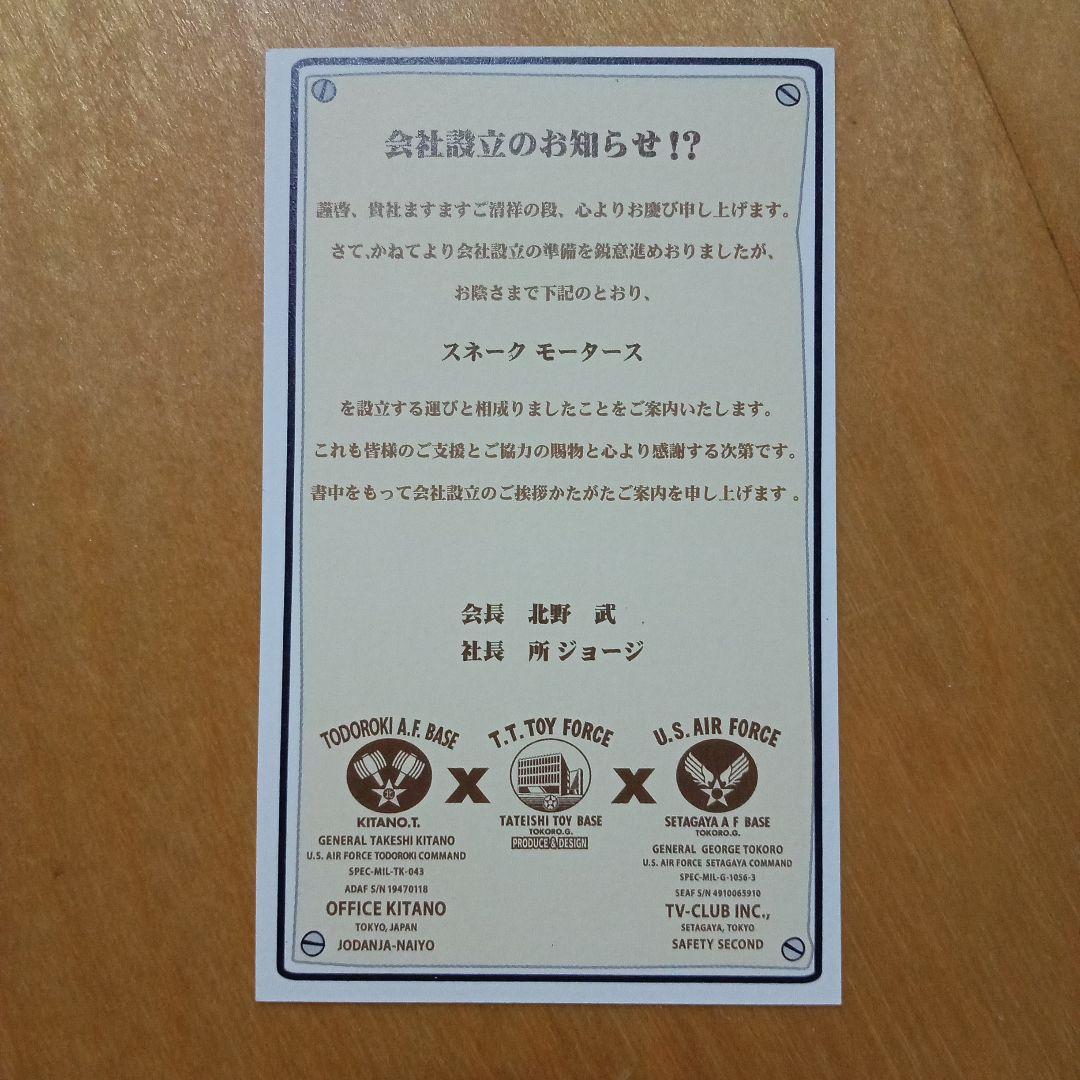 会社設立のお知らせ!?
謹啓、貴社ますますご清祥の段、心よりお慶び申し上げます。
さて、かねてより会社設立の準備を鋭意進めおりましたが、
お陰さまで下記のとおり、
スネーク モータース
を設立する運びと相成りましたことをご案内いたします。
これも皆様のご支援とご協力の賜物と心より感謝する次第です。
書中をもって会社設立のご挨拶かたがたご案内を申し上げます 。
会長 北野 武
社長 所 ジョージ
TODOROKI A.F. BASE
北
KITANO.T.
GENERAL TAKESHI KITANO
U.S. AIR FORCE TODOROKI COMMAND
SPEC-MIL-TK-043
ADAF S/N 19470118
OFFICE KITANO
TOKYO, JAPAN
JODANJA-NAIYO
X
T.T. TOY FORCE
TATEISHI TOY BASE
TOKORO.G.
PRODUCE & DESIGN
X
U.S. AIR FORCE
SETAGAYA A F BASE
TOKORO.G.
GENERAL GEORGE TOKORO
U.S. AIR FORCE SETAGAYA COMMAND
SPEC-MIL-G-1056-3
SEAF S/N 4910065910
TV-CLUB INC.,
SETAGAYA, TOKYO
SAFETY SECOND